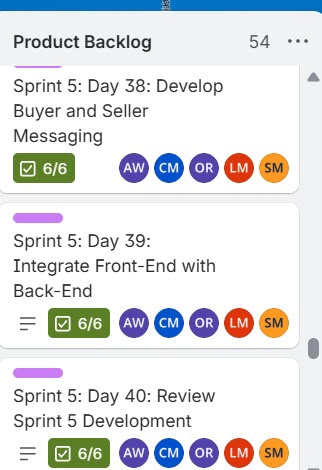 Product Backlog 54 ...
Sprint 5: Day 38: Develop
Buyer and Seller
Messaging
6/6 AW CM OR LM SM
Sprint 5: Day 39:
Integrate Front-End with
Back-End
6/6 AW CM OR LM SM
Sprint 5: Day 40: Review
Sprint 5 Development
6/6 AW CM OR LM SM